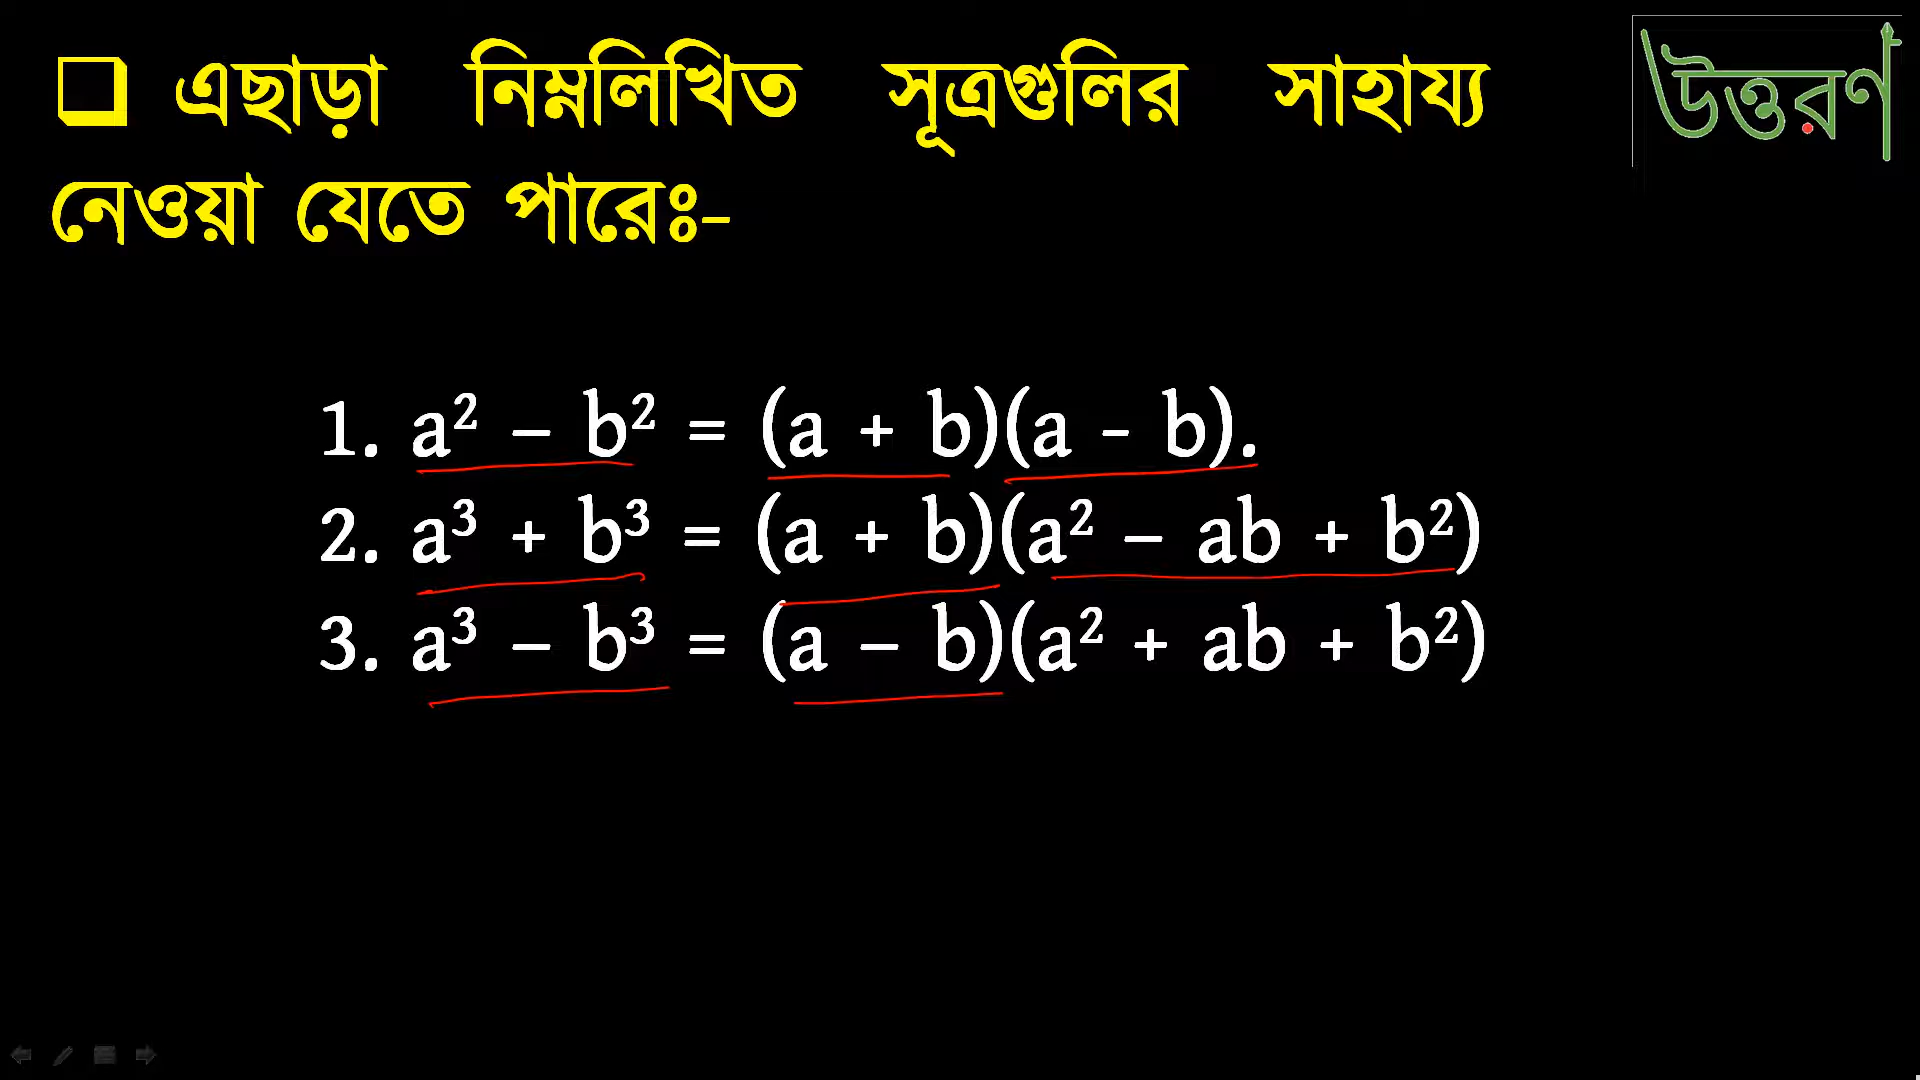 ❑ এছাড়া নিম্নলিখিত সূত্রগুলির সাহায্য
নেওয়া যেতে পারেঃ-
উত্তরণ
1. a² – b² = (a + b)(a - b).
2. a³ + b³ = (a + b)(a² – ab + b²)
3. a³ – b³ = (a – b)(a² + ab + b²)